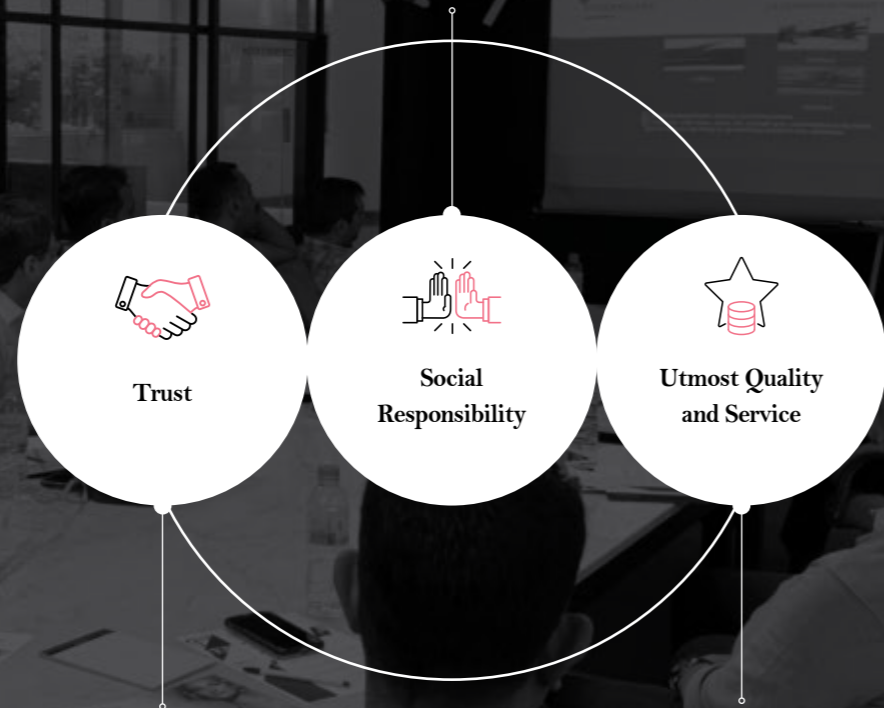 Trust
Social
Responsibility
Utmost Quality
and Service